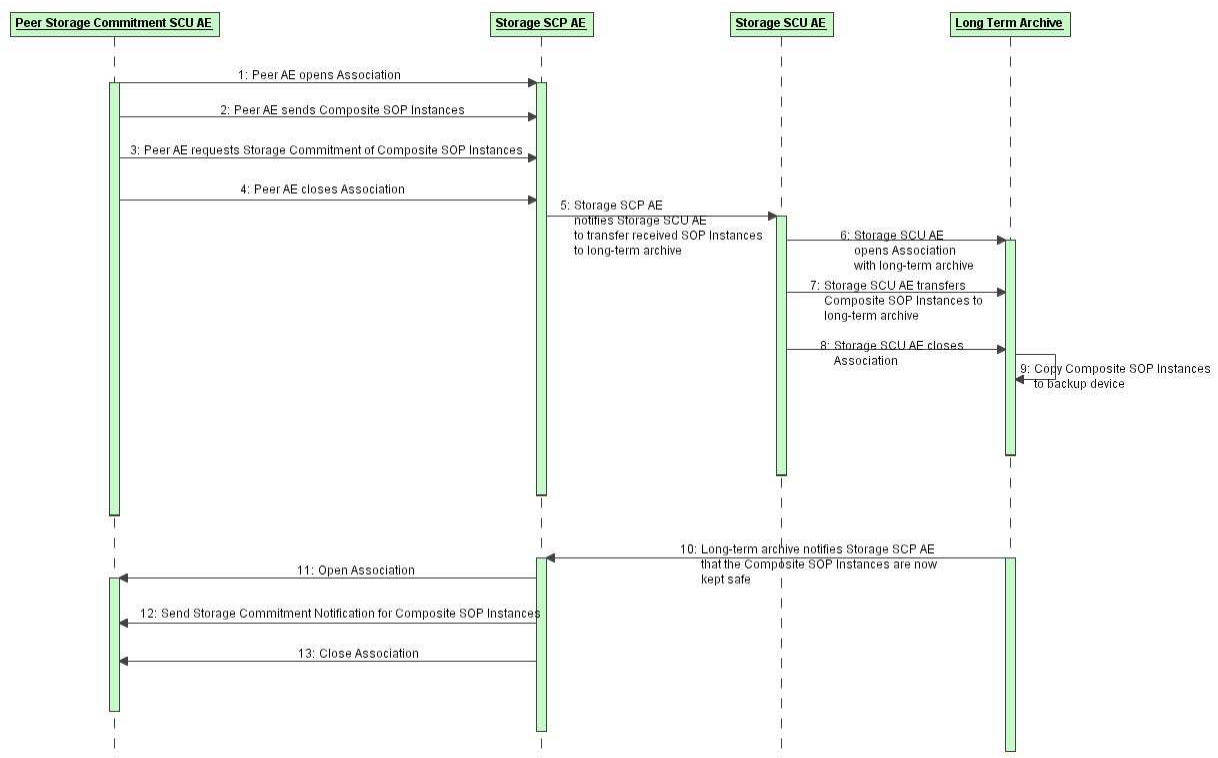 Peer Storage Commitment SCU AE
Storage SCP AE
Storage SCU AE
Long Term Archive
1: Peer AE opens Association
2: Peer AE sends Composite SOP Instances
3: Peer AE requests Storage Commitment of Composite SOP Instances
4: Peer AE closes Association
5: Storage SCP AE
notifies Storage SCU AE
to transfer received SOP Instances
to long-term archive
6: Storage SCU AE
opens Association
with long-term archive
7: Storage SCU AE transfers
Composite SOP Instances to
long-term archive
8: Storage SCU AE closes
Association
9: Copy Composite SOP Instances
to backup device
10: Long-term archive notifies Storage SCP AE
that the Composite SOP Instances are now
kept safe
11: Open Association
12: Send Storage Commitment Notification for Composite SOP Instances
13: Close Association